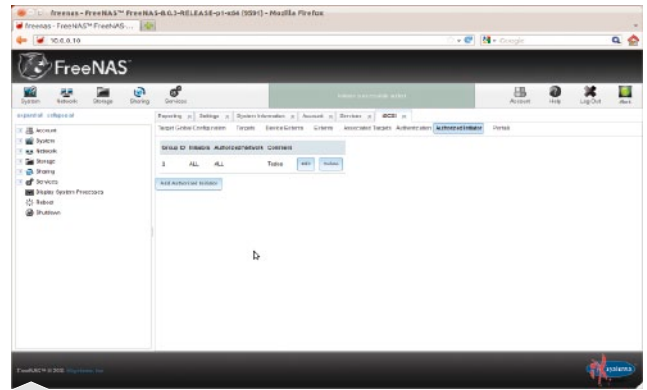 freenas - FreeNAS™ FreeNAS-8.0.3-RELEASE-p1-x64 (9591) - Mozilla Firefox
freenas - FreeNAS™ FreeNAS-...
10.0.0.10
Google
FreeNAS
System Network Storage Sharing Services
Account Help Log Out Alert
expand all collapse all
Reporting Settings System Information Account Services iSCSI
Target Global Configuration Targets Device Extents Extents Associated Targets Authentication Authorized Initiator Portals
Account
System
Network
Storage
Sharing
Services
Display System Processes
Reboot
Shutdown
Group ID Initiators Authorized network Comment
ALL ALL
Edit Delete
Add Authorized Initiator
FreeNAS™ © 2012
systems